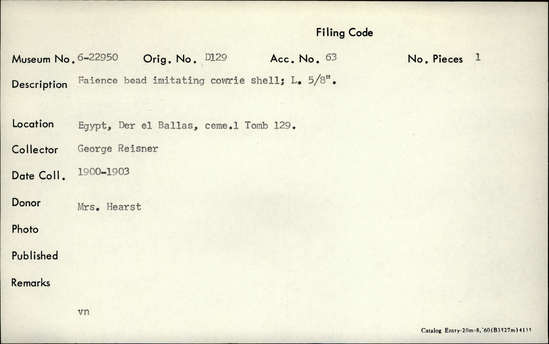 Filing Code
Museum No. 6-22950 Orig. No. D129 Acc. No. 63 No. Pieces 1
Description Faience bead imitating cowrie shell; L. 5/8".
Location Egypt, Der el Ballas, ceme.1 Tomb 129.
Collector George Reisner
Date Coll. 1900-1903
Donor Mrs. Hearst
Photo
Published
Remarks
vn
Catalog Entry-20m-8,'60